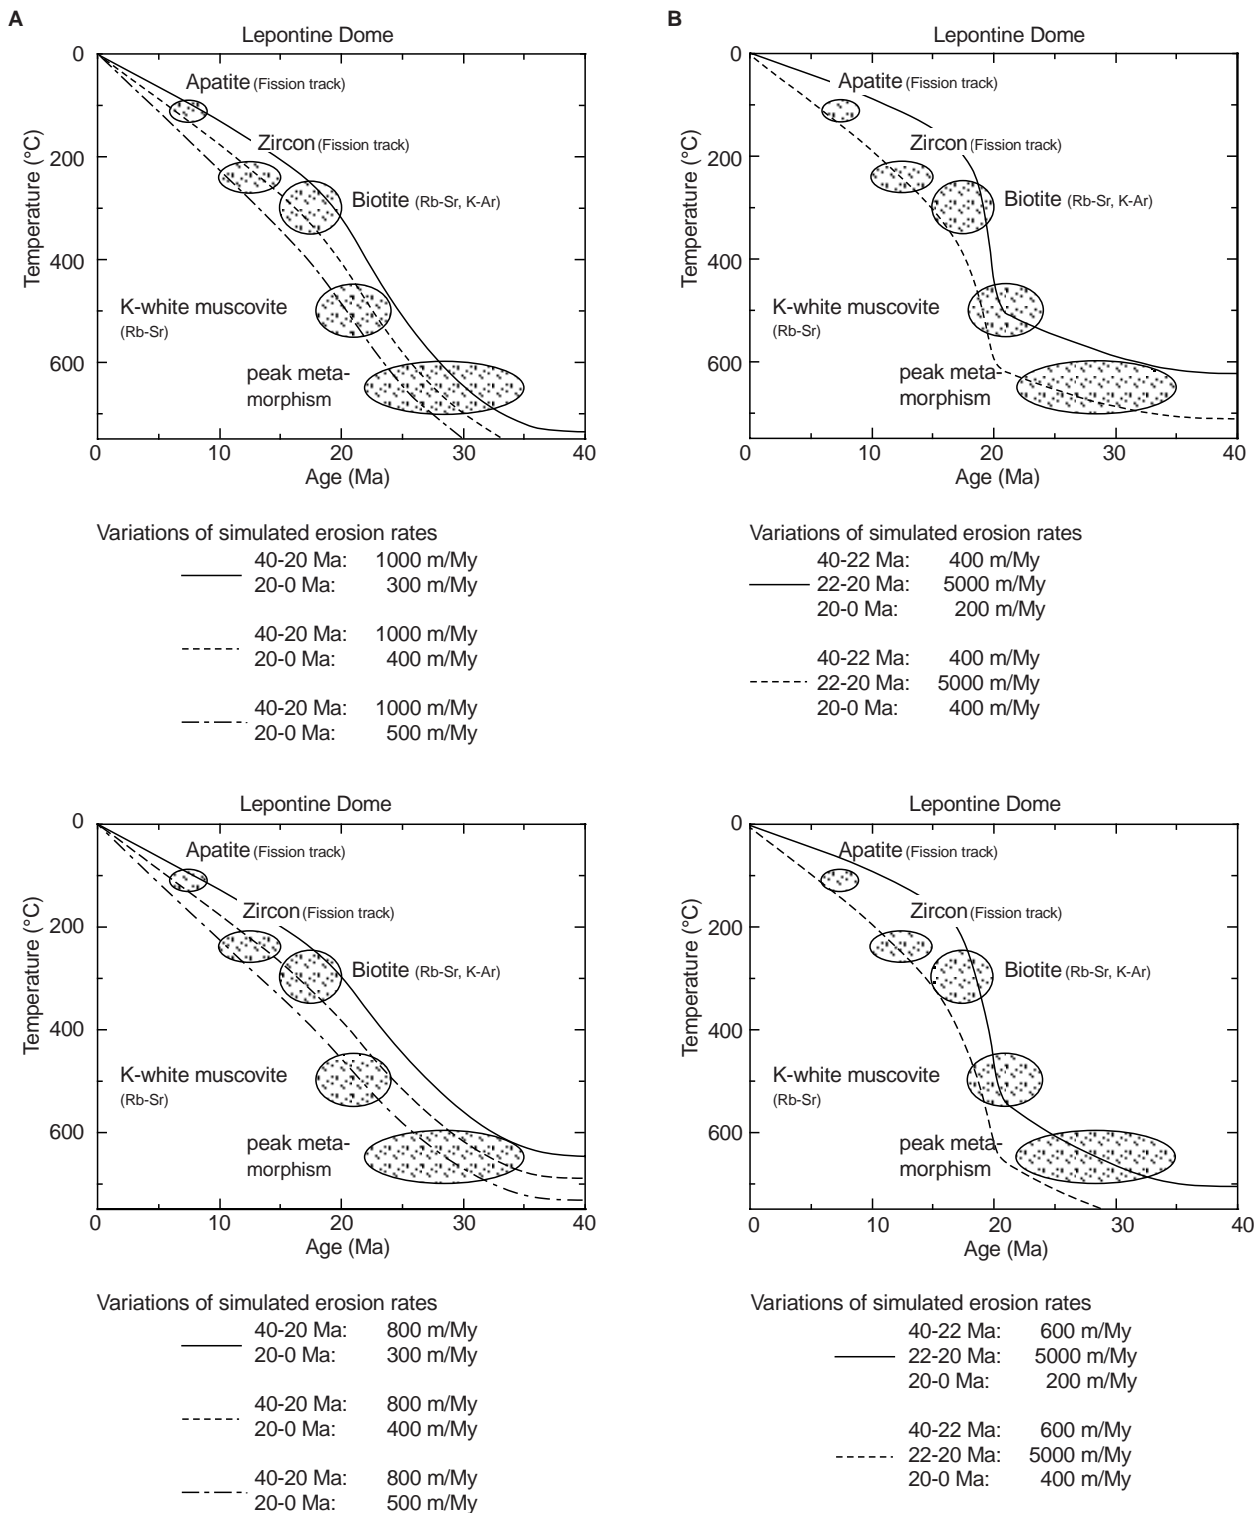 A
Lepontine Dome
0
200
400
600
Temperature (°C)
Apatite (Fission track)
Zircon (Fission track)
Biotite (Rb-Sr, K-Ar)
K-white muscovite
(Rb-Sr)
peak meta-
morphism
0 10 20 30 40
Age (Ma)
Variations of simulated erosion rates
40-20 Ma: 1000 m/My
20-0 Ma: 300 m/My
40-20 Ma: 1000 m/My
20-0 Ma: 400 m/My
40-20 Ma: 1000 m/My
20-0 Ma: 500 m/My
Lepontine Dome
0
200
400
600
Temperature (°C)
Apatite (Fission track)
Zircon (Fission track)
Biotite (Rb-Sr, K-Ar)
K-white muscovite
(Rb-Sr)
peak meta-
morphism
0 10 20 30 40
Age (Ma)
Variations of simulated erosion rates
40-20 Ma: 800 m/My
20-0 Ma: 300 m/My
40-20 Ma: 800 m/My
20-0 Ma: 400 m/My
40-20 Ma: 800 m/My
20-0 Ma: 500 m/My
B
Lepontine Dome
0
200
400
600
Temperature (°C)
Apatite (Fission track)
Zircon (Fission track)
Biotite (Rb-Sr, K-Ar)
K-white muscovite
(Rb-Sr)
peak meta-
morphism
0 10 20 30 40
Age (Ma)
Variations of simulated erosion rates
40-22 Ma: 400 m/My
22-20 Ma: 5000 m/My
20-0 Ma: 200 m/My
40-22 Ma: 400 m/My
22-20 Ma: 5000 m/My
20-0 Ma: 400 m/My
Lepontine Dome
0
200
400
600
Temperature (°C)
Apatite (Fission track)
Zircon (Fission track)
Biotite (Rb-Sr, K-Ar)
K-white muscovite
(Rb-Sr)
peak meta-
morphism
0 10 20 30 40
Age (Ma)
Variations of simulated erosion rates
40-22 Ma: 600 m/My
22-20 Ma: 5000 m/My
20-0 Ma: 200 m/My
40-22 Ma: 600 m/My
22-20 Ma: 5000 m/My
20-0 Ma: 400 m/My